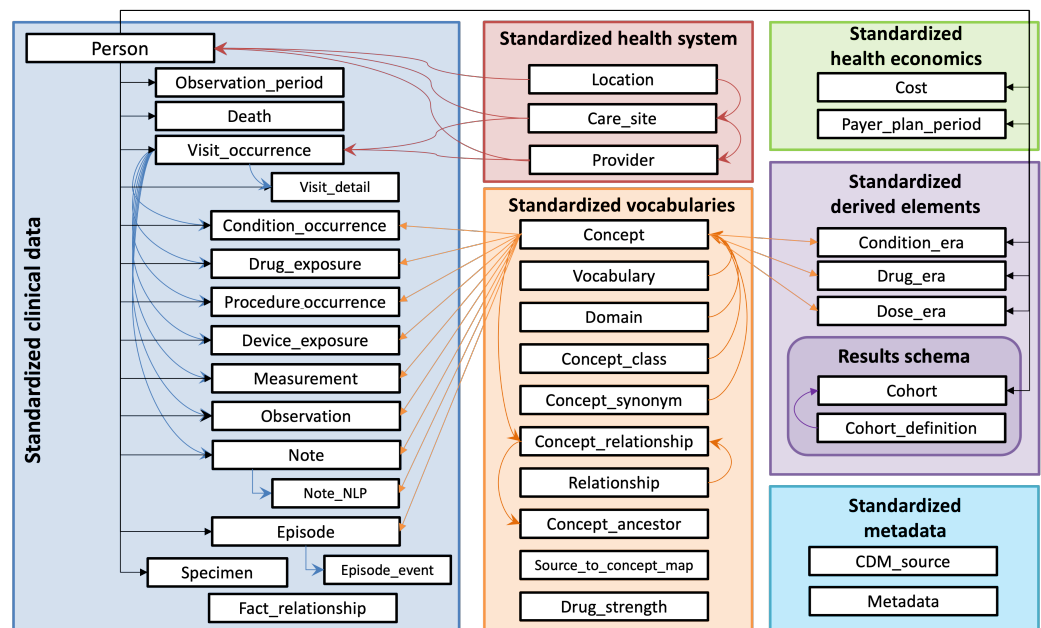 Standardized clinical data
Person
Observation_period
Death
Visit_occurrence
Visit_detail
Condition_occurrence
Drug_exposure
Procedure_occurrence
Device_exposure
Measurement
Observation
Note
Note_NLP
Episode
Episode_event
Specimen
Fact_relationship
Standardized health system
Location
Care_site
Provider
Standardized vocabularies
Concept
Vocabulary
Domain
Concept_class
Concept_synonym
Concept_relationship
Relationship
Concept_ancestor
Source_to_concept_map
Drug_strength
Standardized
health economics
Cost
Payer_plan_period
Standardized
derived elements
Condition_era
Drug_era
Dose_era
Results schema
Cohort
Cohort_definition
Standardized
metadata
CDM_source
Metadata